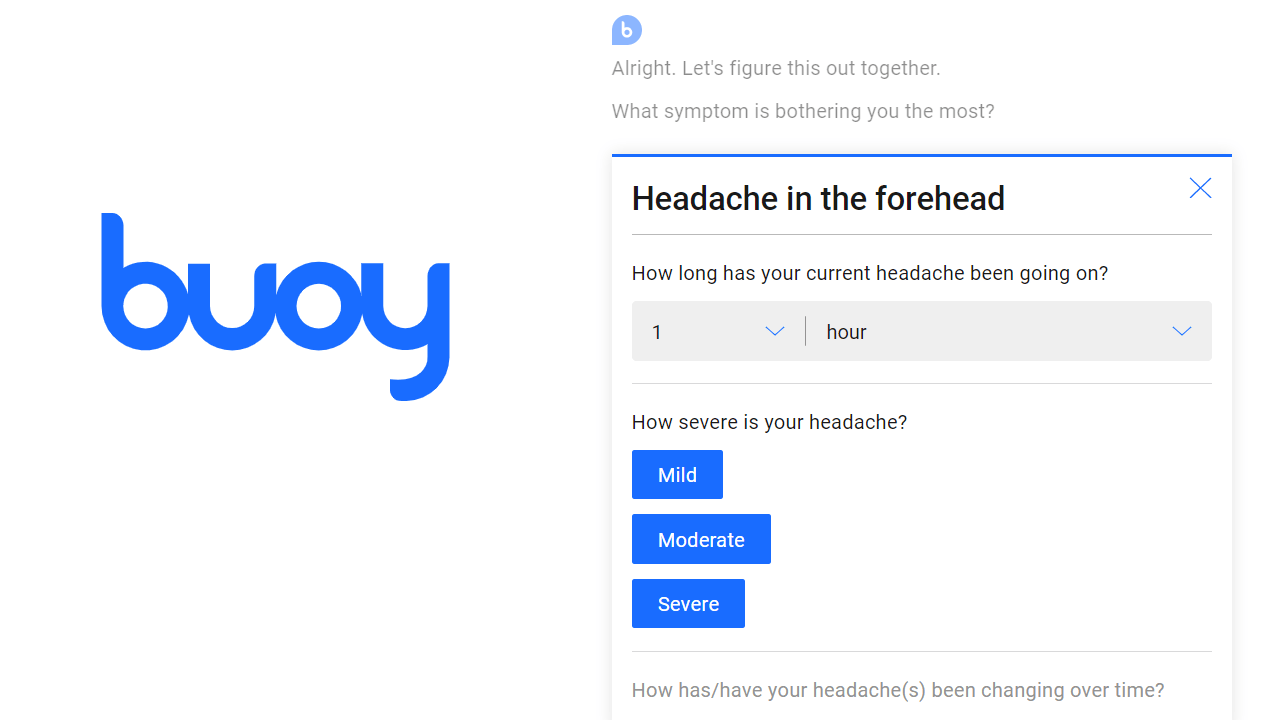 buoy
b
Alright. Let's figure this out together.
What symptom is bothering you the most?
Headache in the forehead
How long has your current headache been going on?
1 hour
How severe is your headache?
Mild
Moderate
Severe
How has/have your headache(s) been changing over time?